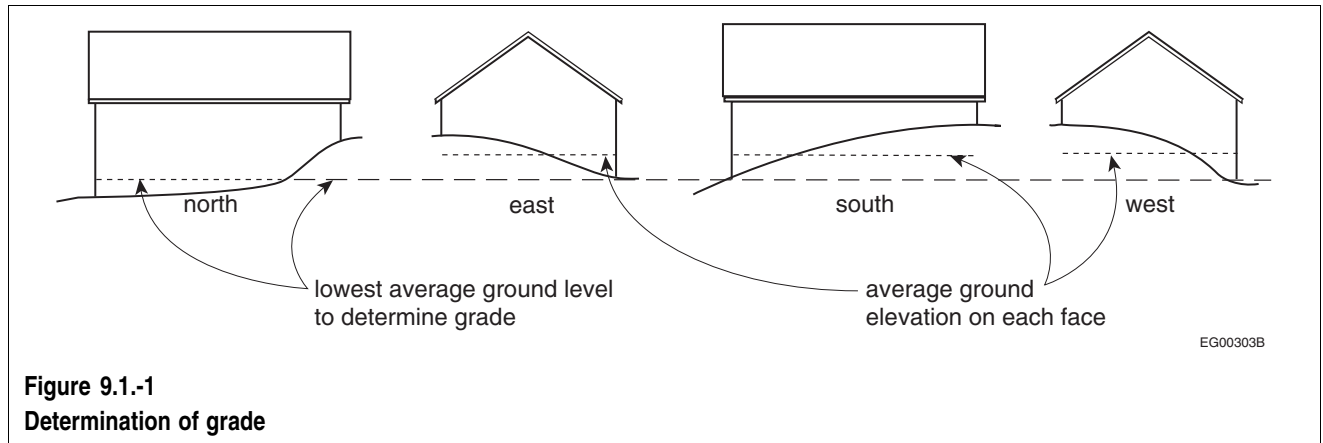 north
east
south
west
lowest average ground level
to determine grade
average ground
elevation on each face
EG00303B
Figure 9.1.-1
Determination of grade